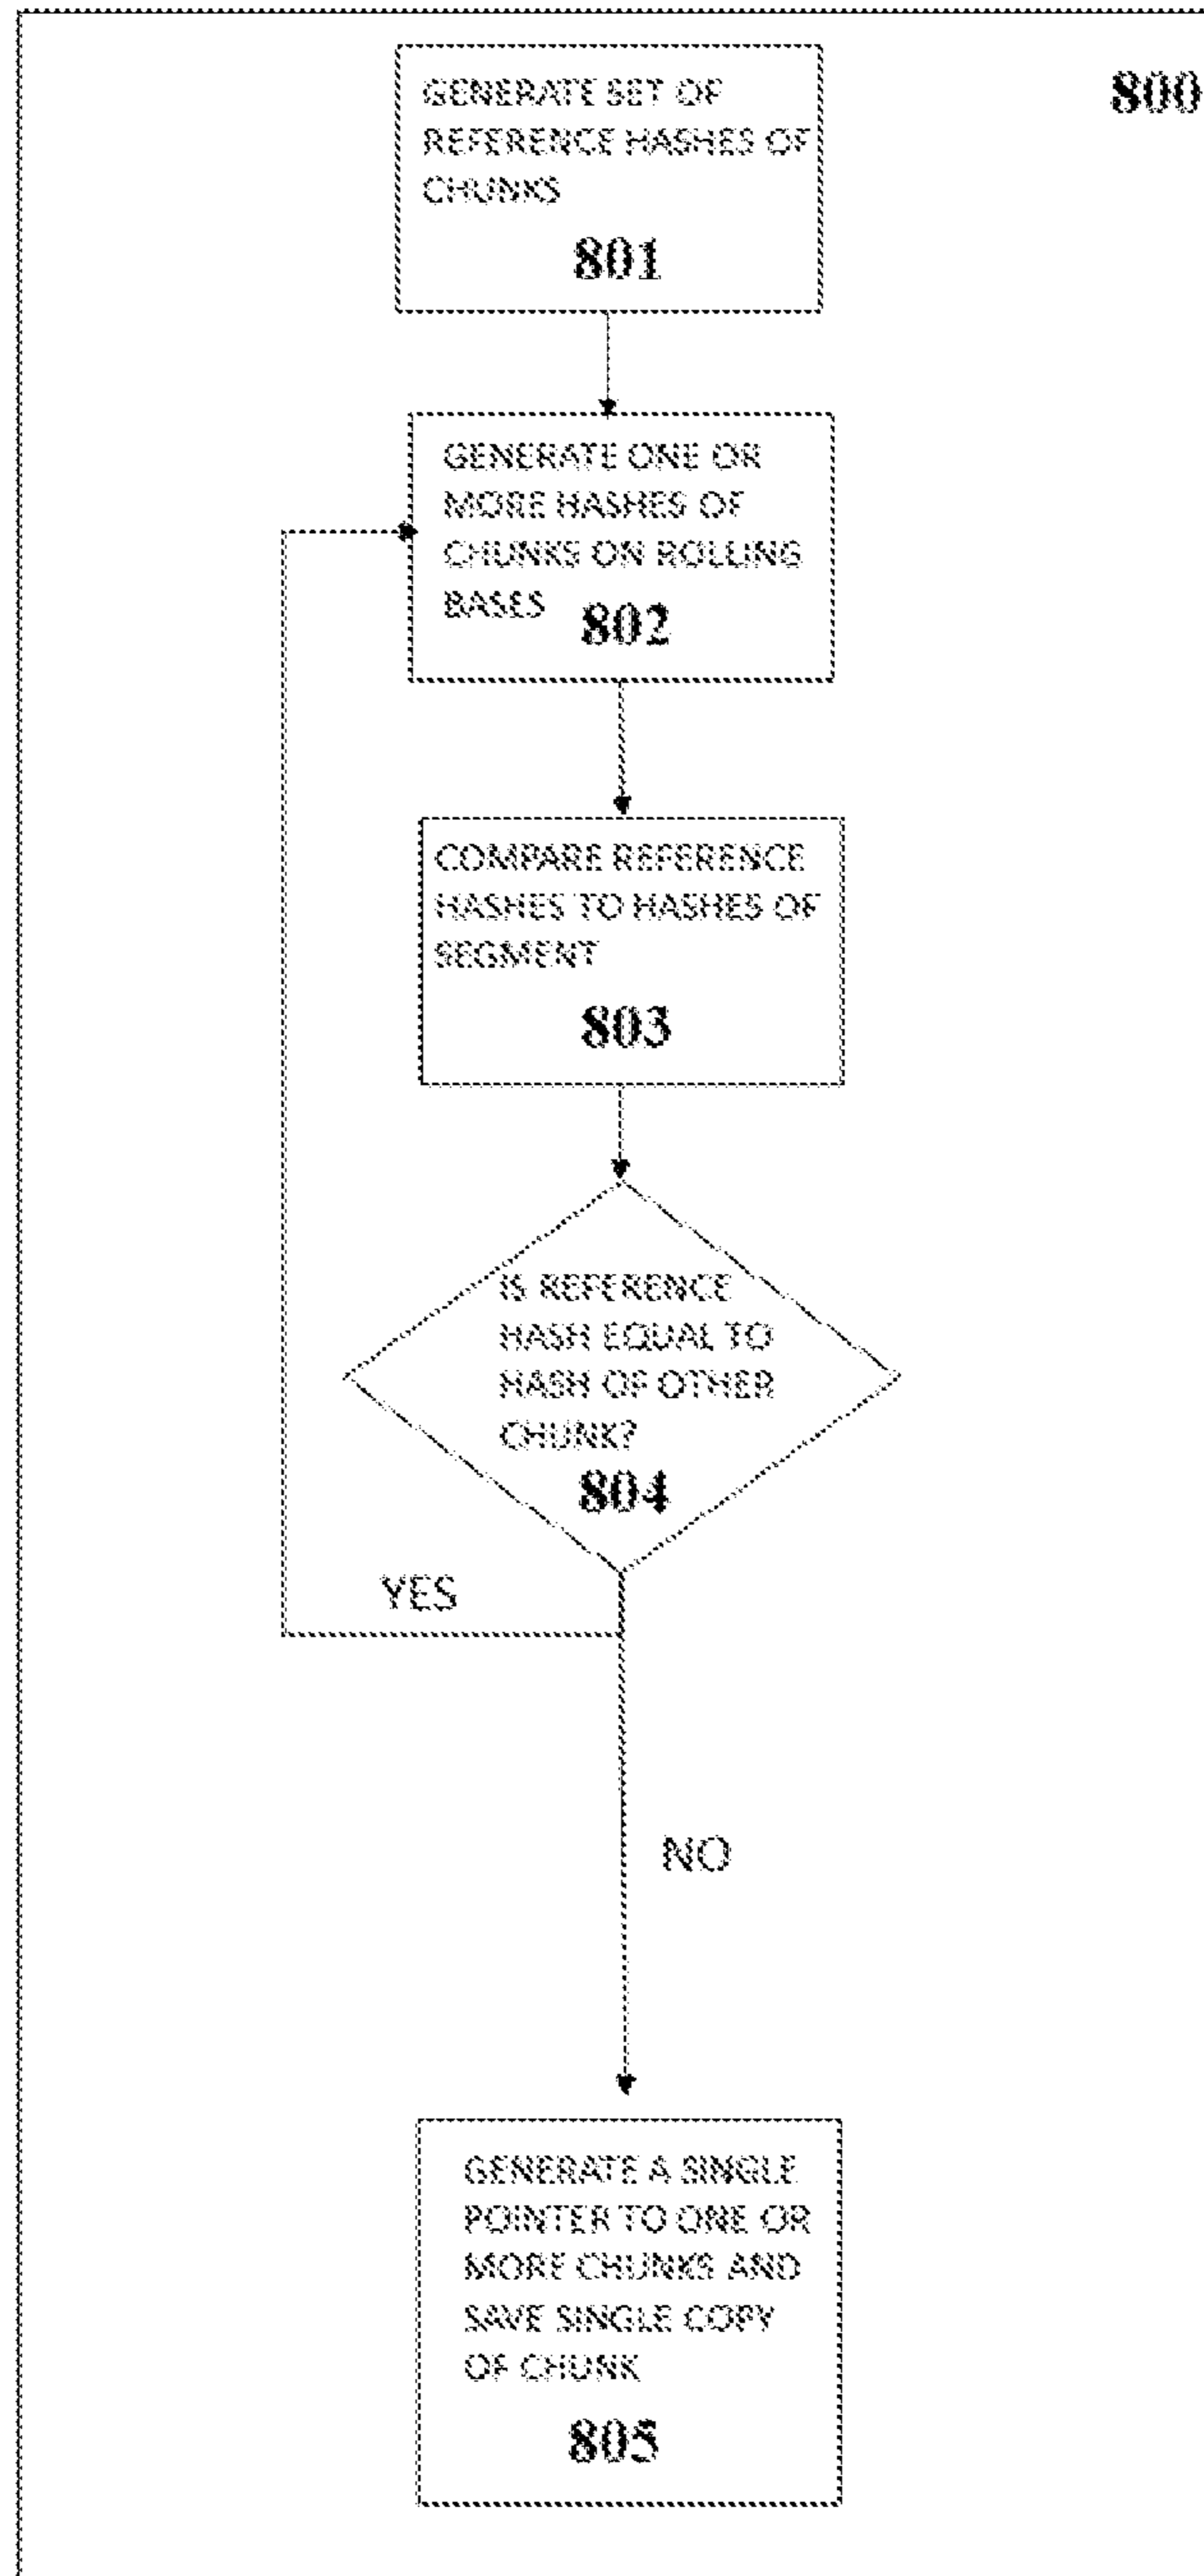 800
GENERATE SET OF
REFERENCE HASHES OF
CHUNKS
801
GENERATE ONE OR
MORE HASHES OF
CHUNKS ON ROLLING
BASES
802
COMPARE REFERENCE
HASHES TO HASHES OF
SEGMENT
803
IS REFERENCE
HASH EQUAL TO
HASH OF OTHER
CHUNK?
804
YES
NO
GENERATE A SINGLE
POINTER TO ONE OR
MORE CHUNKS AND
SAVE SINGLE COPY
OF CHUNK
805